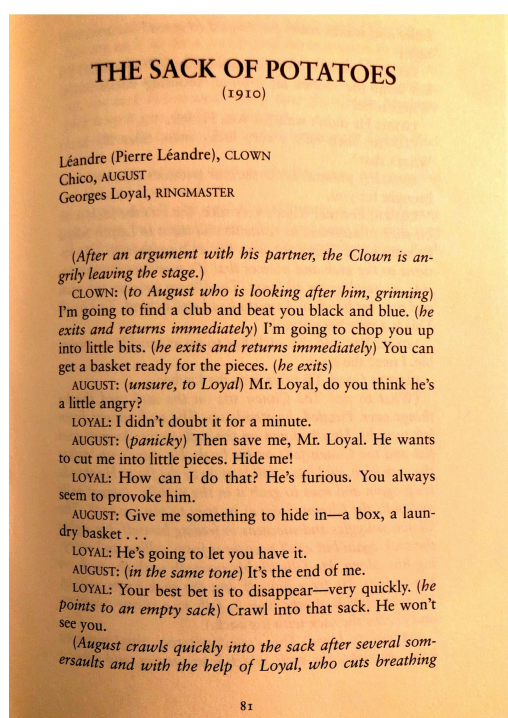 THE SACK OF POTATOES
(1910)
Léandre (Pierre Léandre), CLOWN
Chico, AUGUST
Georges Loyal, RINGMASTER
(After an argument with his partner, the Clown is an-
grily leaving the stage.)
CLOWN: (to August who is looking after him, grinning)
I'm going to find a club and beat you black and blue. (he
exits and returns immediately) I'm going to chop you up
into little bits. (he exits and returns immediately) You can
get a basket ready for the pieces. (he exits)
AUGUST: (unsure, to Loyal) Mr. Loyal, do you think he's
a little angry?
LOYAL: I didn't doubt it for a minute.
AUGUST: (panicky) Then save me, Mr. Loyal. He wants
to cut me into little pieces. Hide me!
LOYAL: How can I do that? He's furious. You always
seem to provoke him.
AUGUST: Give me something to hide in—a box, a laun-
dry basket . . .
LOYAL: He's going to let you have it.
AUGUST: (in the same tone) It's the end of me.
LOYAL: Your best bet is to disappear—very quickly. (he
points to an empty sack) Crawl into that sack. He won't
see you.
(August crawls quickly into the sack after several som-
ersaults and with the help of Loyal, who cuts breathing
81